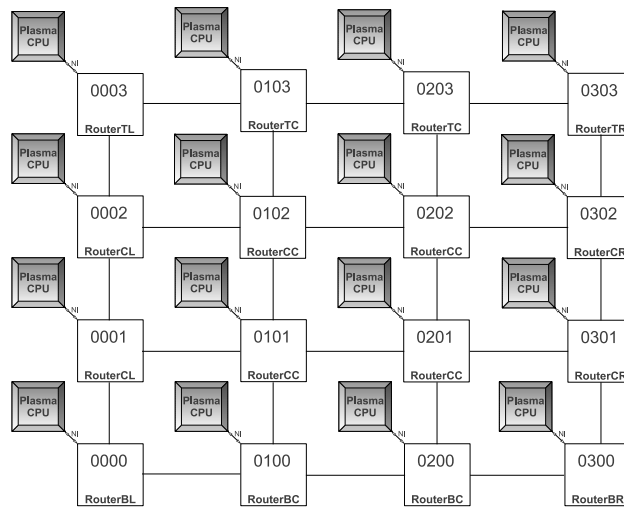 Plasma
CPU
NI
0003
RouterTL
Plasma
CPU
NI
0103
RouterTC
Plasma
CPU
NI
0203
RouterTC
Plasma
CPU
NI
0303
RouterTR
Plasma
CPU
NI
0002
RouterCL
Plasma
CPU
NI
0102
RouterCC
Plasma
CPU
NI
0202
RouterCC
Plasma
CPU
NI
0302
RouterCR
Plasma
CPU
NI
0001
RouterCL
Plasma
CPU
NI
0101
RouterCC
Plasma
CPU
NI
0201
RouterCC
Plasma
CPU
NI
0301
RouterCR
Plasma
CPU
NI
0000
RouterBL
Plasma
CPU
NI
0100
RouterBC
Plasma
CPU
NI
0200
RouterBC
Plasma
CPU
NI
0300
RouterBR